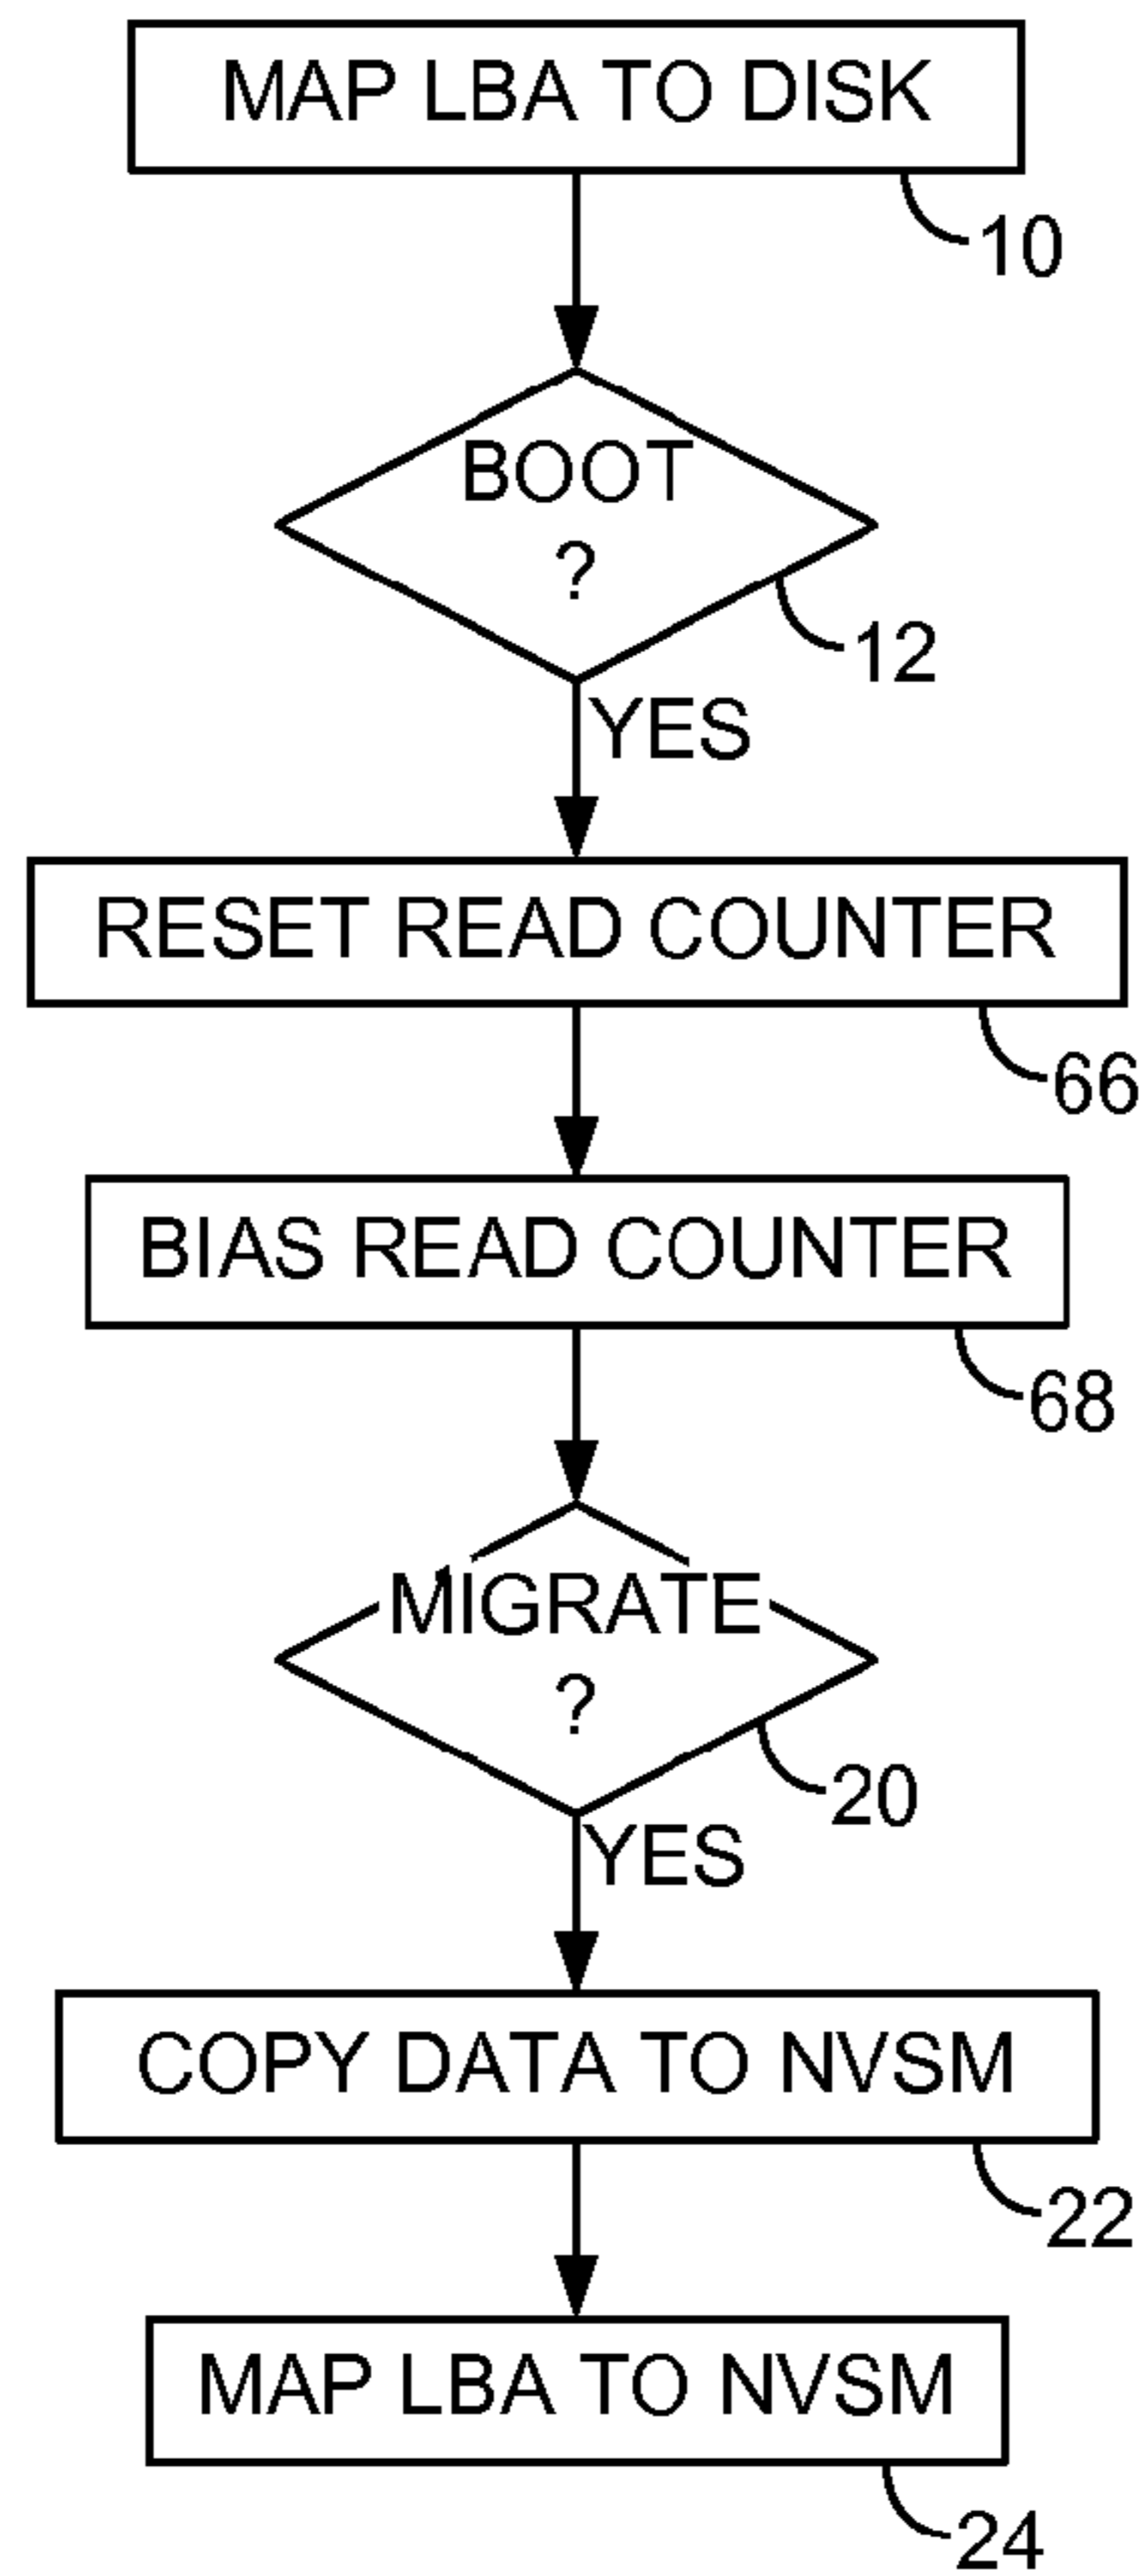 MAP LBA TO DISK
10
BOOT
?
12
YES
RESET READ COUNTER
66
BIAS READ COUNTER
68
MIGRATE
?
20
YES
COPY DATA TO NVSM
22
MAP LBA TO NVSM
24